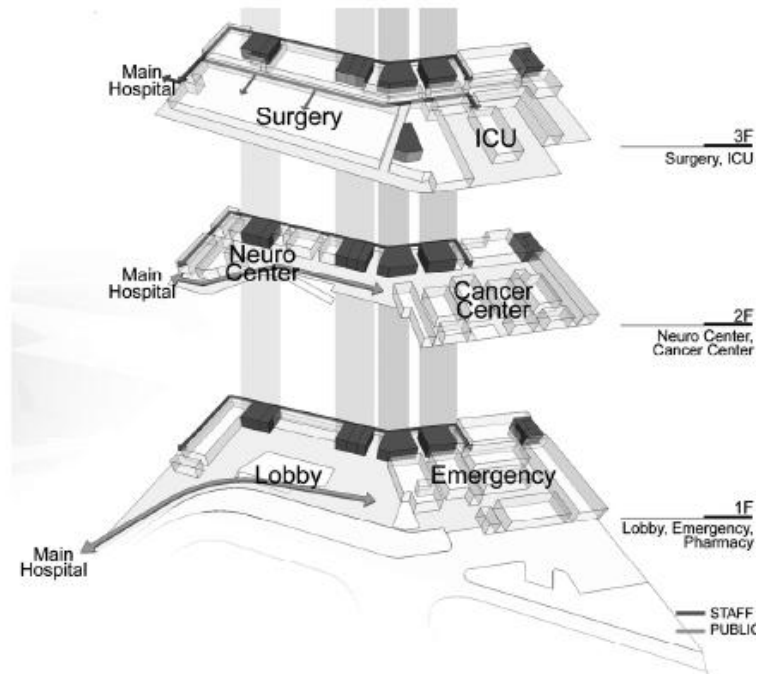 Main
Hospital
Surgery
ICU
3F
Surgery, ICU
Neuro
Center
Main
Hospital
Cancer
Center
2F
Neuro Center,
Cancer Center
Lobby
Emergency
1F
Lobby, Emergency,
Pharmacy
Main
Hospital
STAFF
PUBLIC